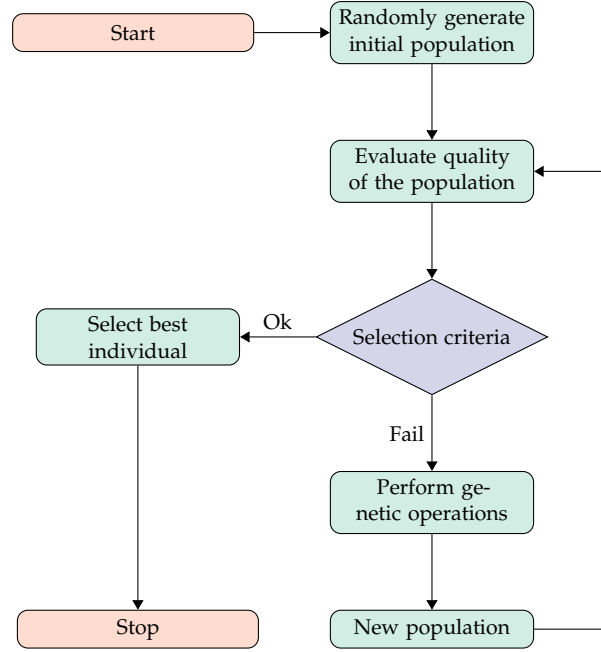 Start
Randomly generate
initial population
Evaluate quality
of the population
Selection criteria
Ok
Select best
individual
Fail
Perform ge-
netic operations
Stop
New population